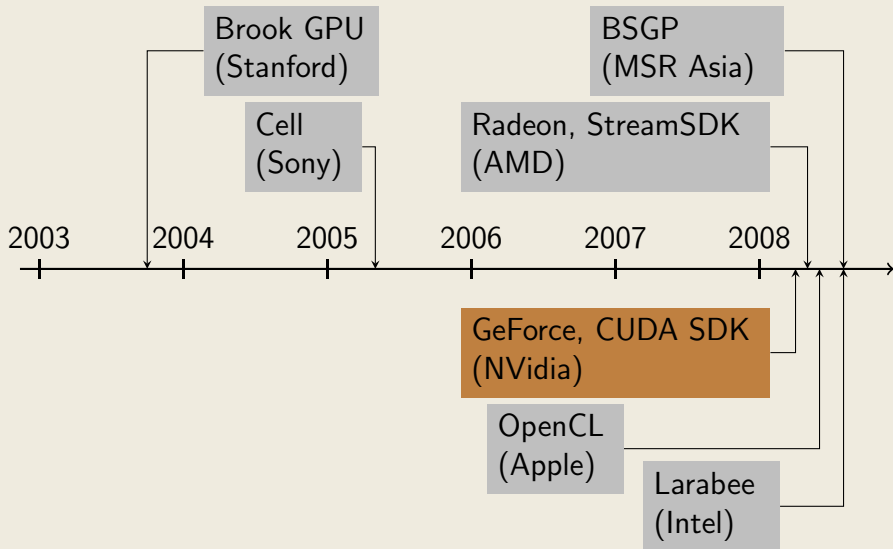 Brook GPU
(Stanford)
BSGP
(MSR Asia)
Cell
(Sony)
Radeon, StreamSDK
(AMD)
2003
2004
2005
2006
2007
2008
GeForce, CUDA SDK
(NVidia)
OpenCL
(Apple)
Larabee
(Intel)